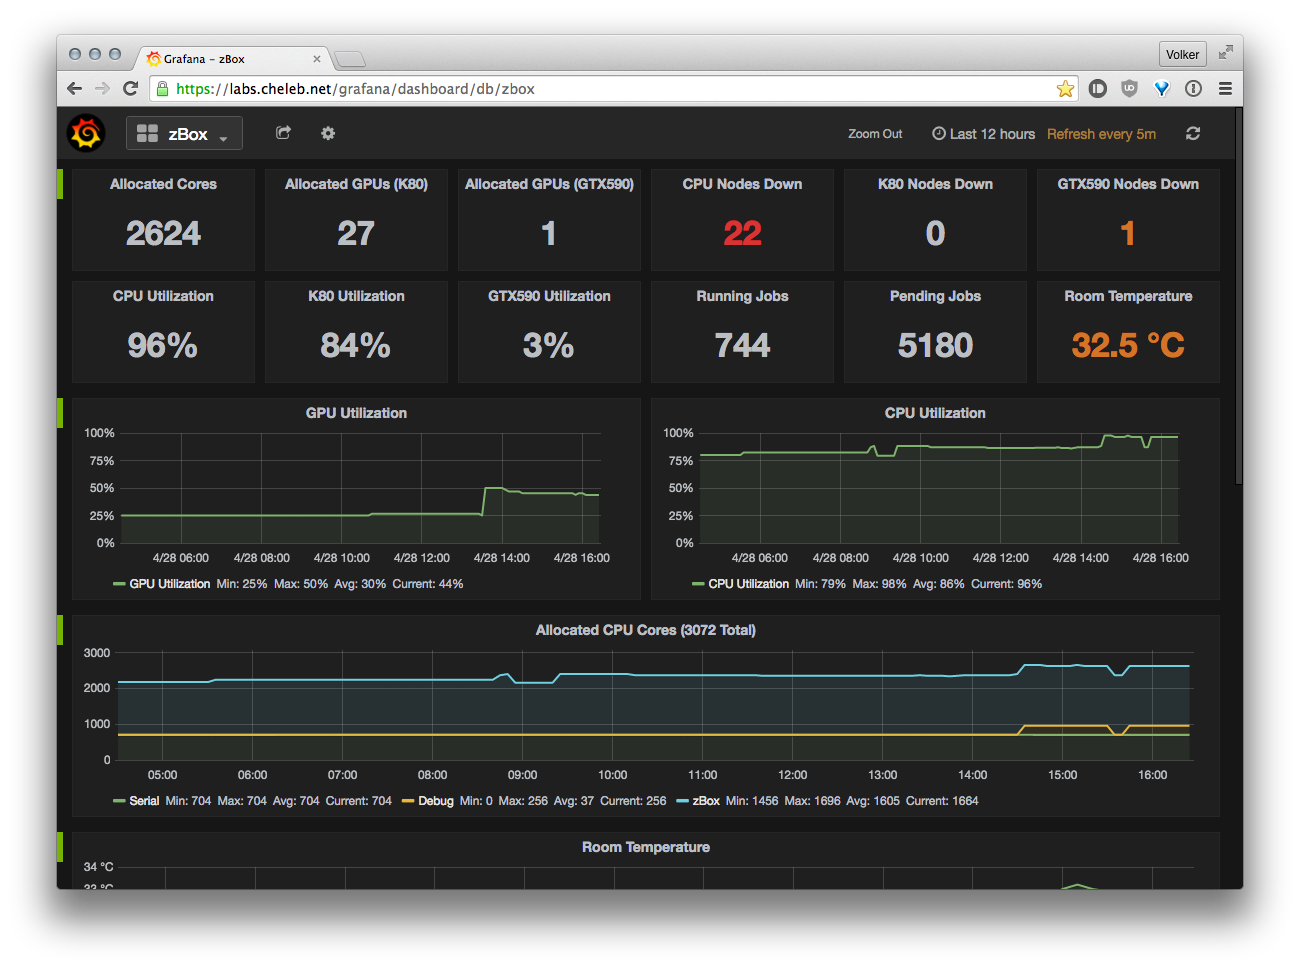 Grafana - zBox
Volker
https://labs.cheleb.net/grafana/dashboard/db/zbox
zBox
Zoom Out
Last 12 hours
Refresh every 5m
Allocated Cores
2624
Allocated GPUs (K80)
27
Allocated GPUs (GTX590)
1
CPU Nodes Down
22
K80 Nodes Down
0
GTX590 Nodes Down
1
CPU Utilization
96%
K80 Utilization
84%
GTX590 Utilization
3%
Running Jobs
744
Pending Jobs
5180
Room Temperature
32.5 °C
GPU Utilization
100%
75%
50%
25%
0%
4/28 06:00 4/28 08:00 4/28 10:00 4/28 12:00 4/28 14:00 4/28 16:00
GPU Utilization Min: 25% Max: 50% Avg: 30% Current: 44%
CPU Utilization
100%
75%
50%
25%
0%
4/28 06:00 4/28 08:00 4/28 10:00 4/28 12:00 4/28 14:00 4/28 16:00
CPU Utilization Min: 79% Max: 98% Avg: 86% Current: 96%
Allocated CPU Cores (3072 Total)
3000
2000
1000
0
05:00 06:00 07:00 08:00 09:00 10:00 11:00 12:00 13:00 14:00 15:00 16:00
Serial Min: 704 Max: 704 Avg: 704 Current: 704 Debug Min: 0 Max: 256 Avg: 37 Current: 256 zBox Min: 1456 Max: 1696 Avg: 1605 Current: 1664
Room Temperature
34 °C
33 °C